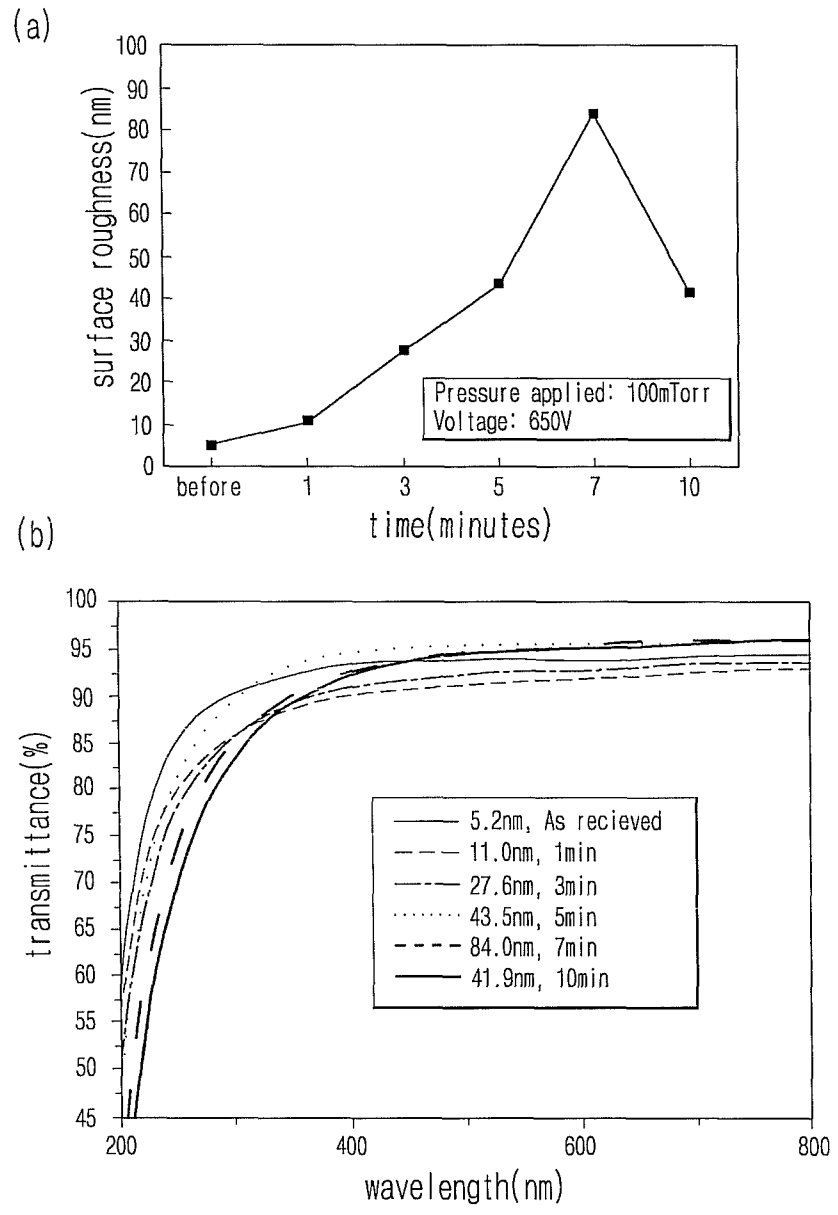 (a)
100
90
80
70
60
50
40
30
20
10
0
surface roughness(nm)
Pressure applied: 100mTorr
Voltage: 650V
before 1 3 5 7 10
time(minutes)
(b)
100
95
90
85
80
75
70
65
60
55
50
45
transmittance(%)
5.2nm, As recieved
11.0nm, 1min
27.6nm, 3min
43.5nm, 5min
84.0nm, 7min
41.9nm, 10min
200 400 600 800
wavelength(nm)